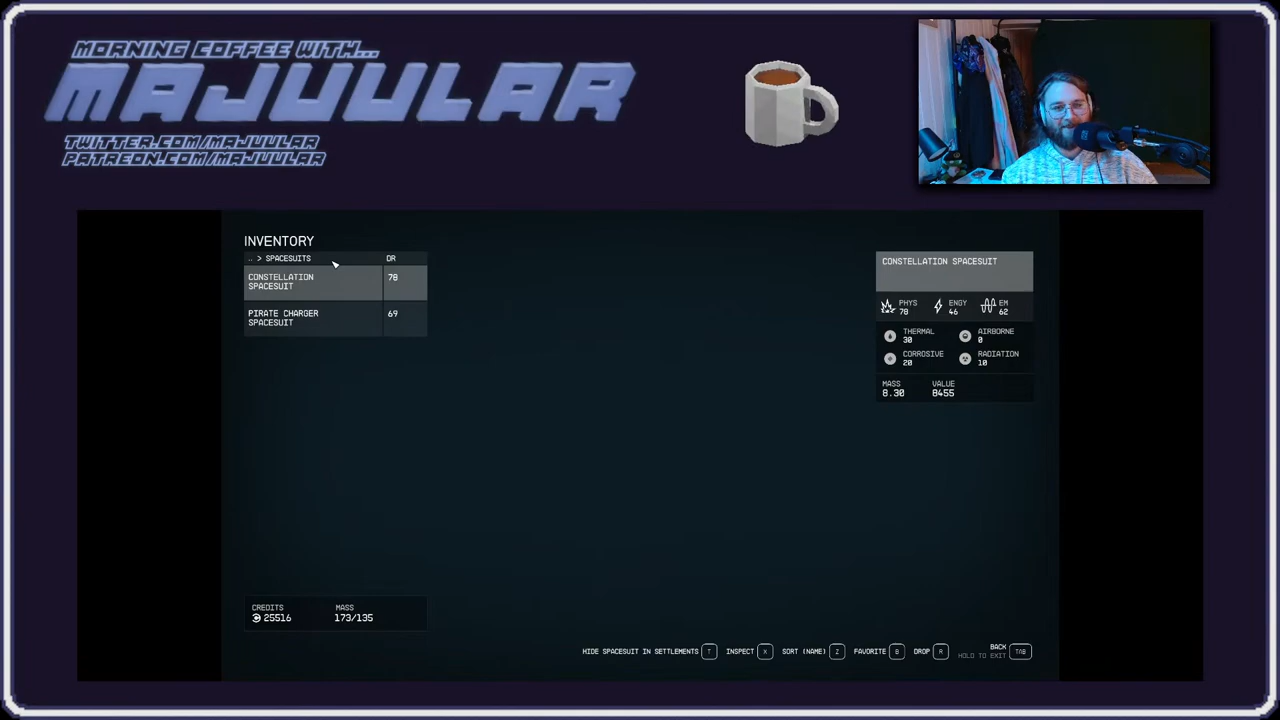 MORNING COFFEE WITH...
MAJUULAR
TWITTER.COM/MAJUULAR
PATREON.COM/MAJUULAR
INVENTORY
.. > SPACESUITS DR
CONSTELLATION SPACESUIT 78
PIRATE CHARGER SPACESUIT 69
CONSTELLATION SPACESUIT
PHYS 78 ENGY 46 EM 62
THERMAL 30 AIRBORNE 0
CORROSIVE 20 RADIATION 10
MASS 8.30 VALUE 8455
CREDITS MASS
25516 173/135
HIDE SPACESUIT IN SETTLEMENTS T INSPECT X SORT (NAME) Z FAVORITE B DROP R BACK HOLD TO EXIT TAB